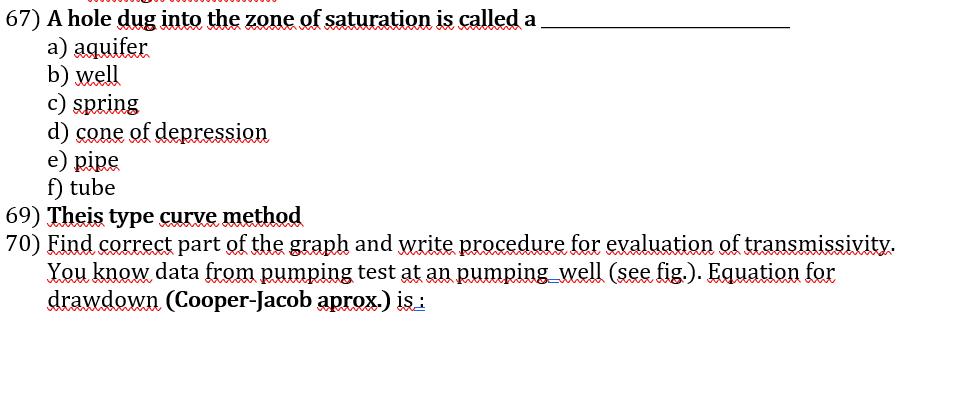 67) A hole dug into the zone of saturation is called a ____________________
a) aquifer
b) well
c) spring
d) cone of depression
e) pipe
f) tube
69) Theis type curve method
70) Find correct part of the graph and write procedure for evaluation of transmissivity.
You know data from pumping test at an pumping well (see fig.). Equation for
drawdown (Cooper-Jacob aprox.) is :